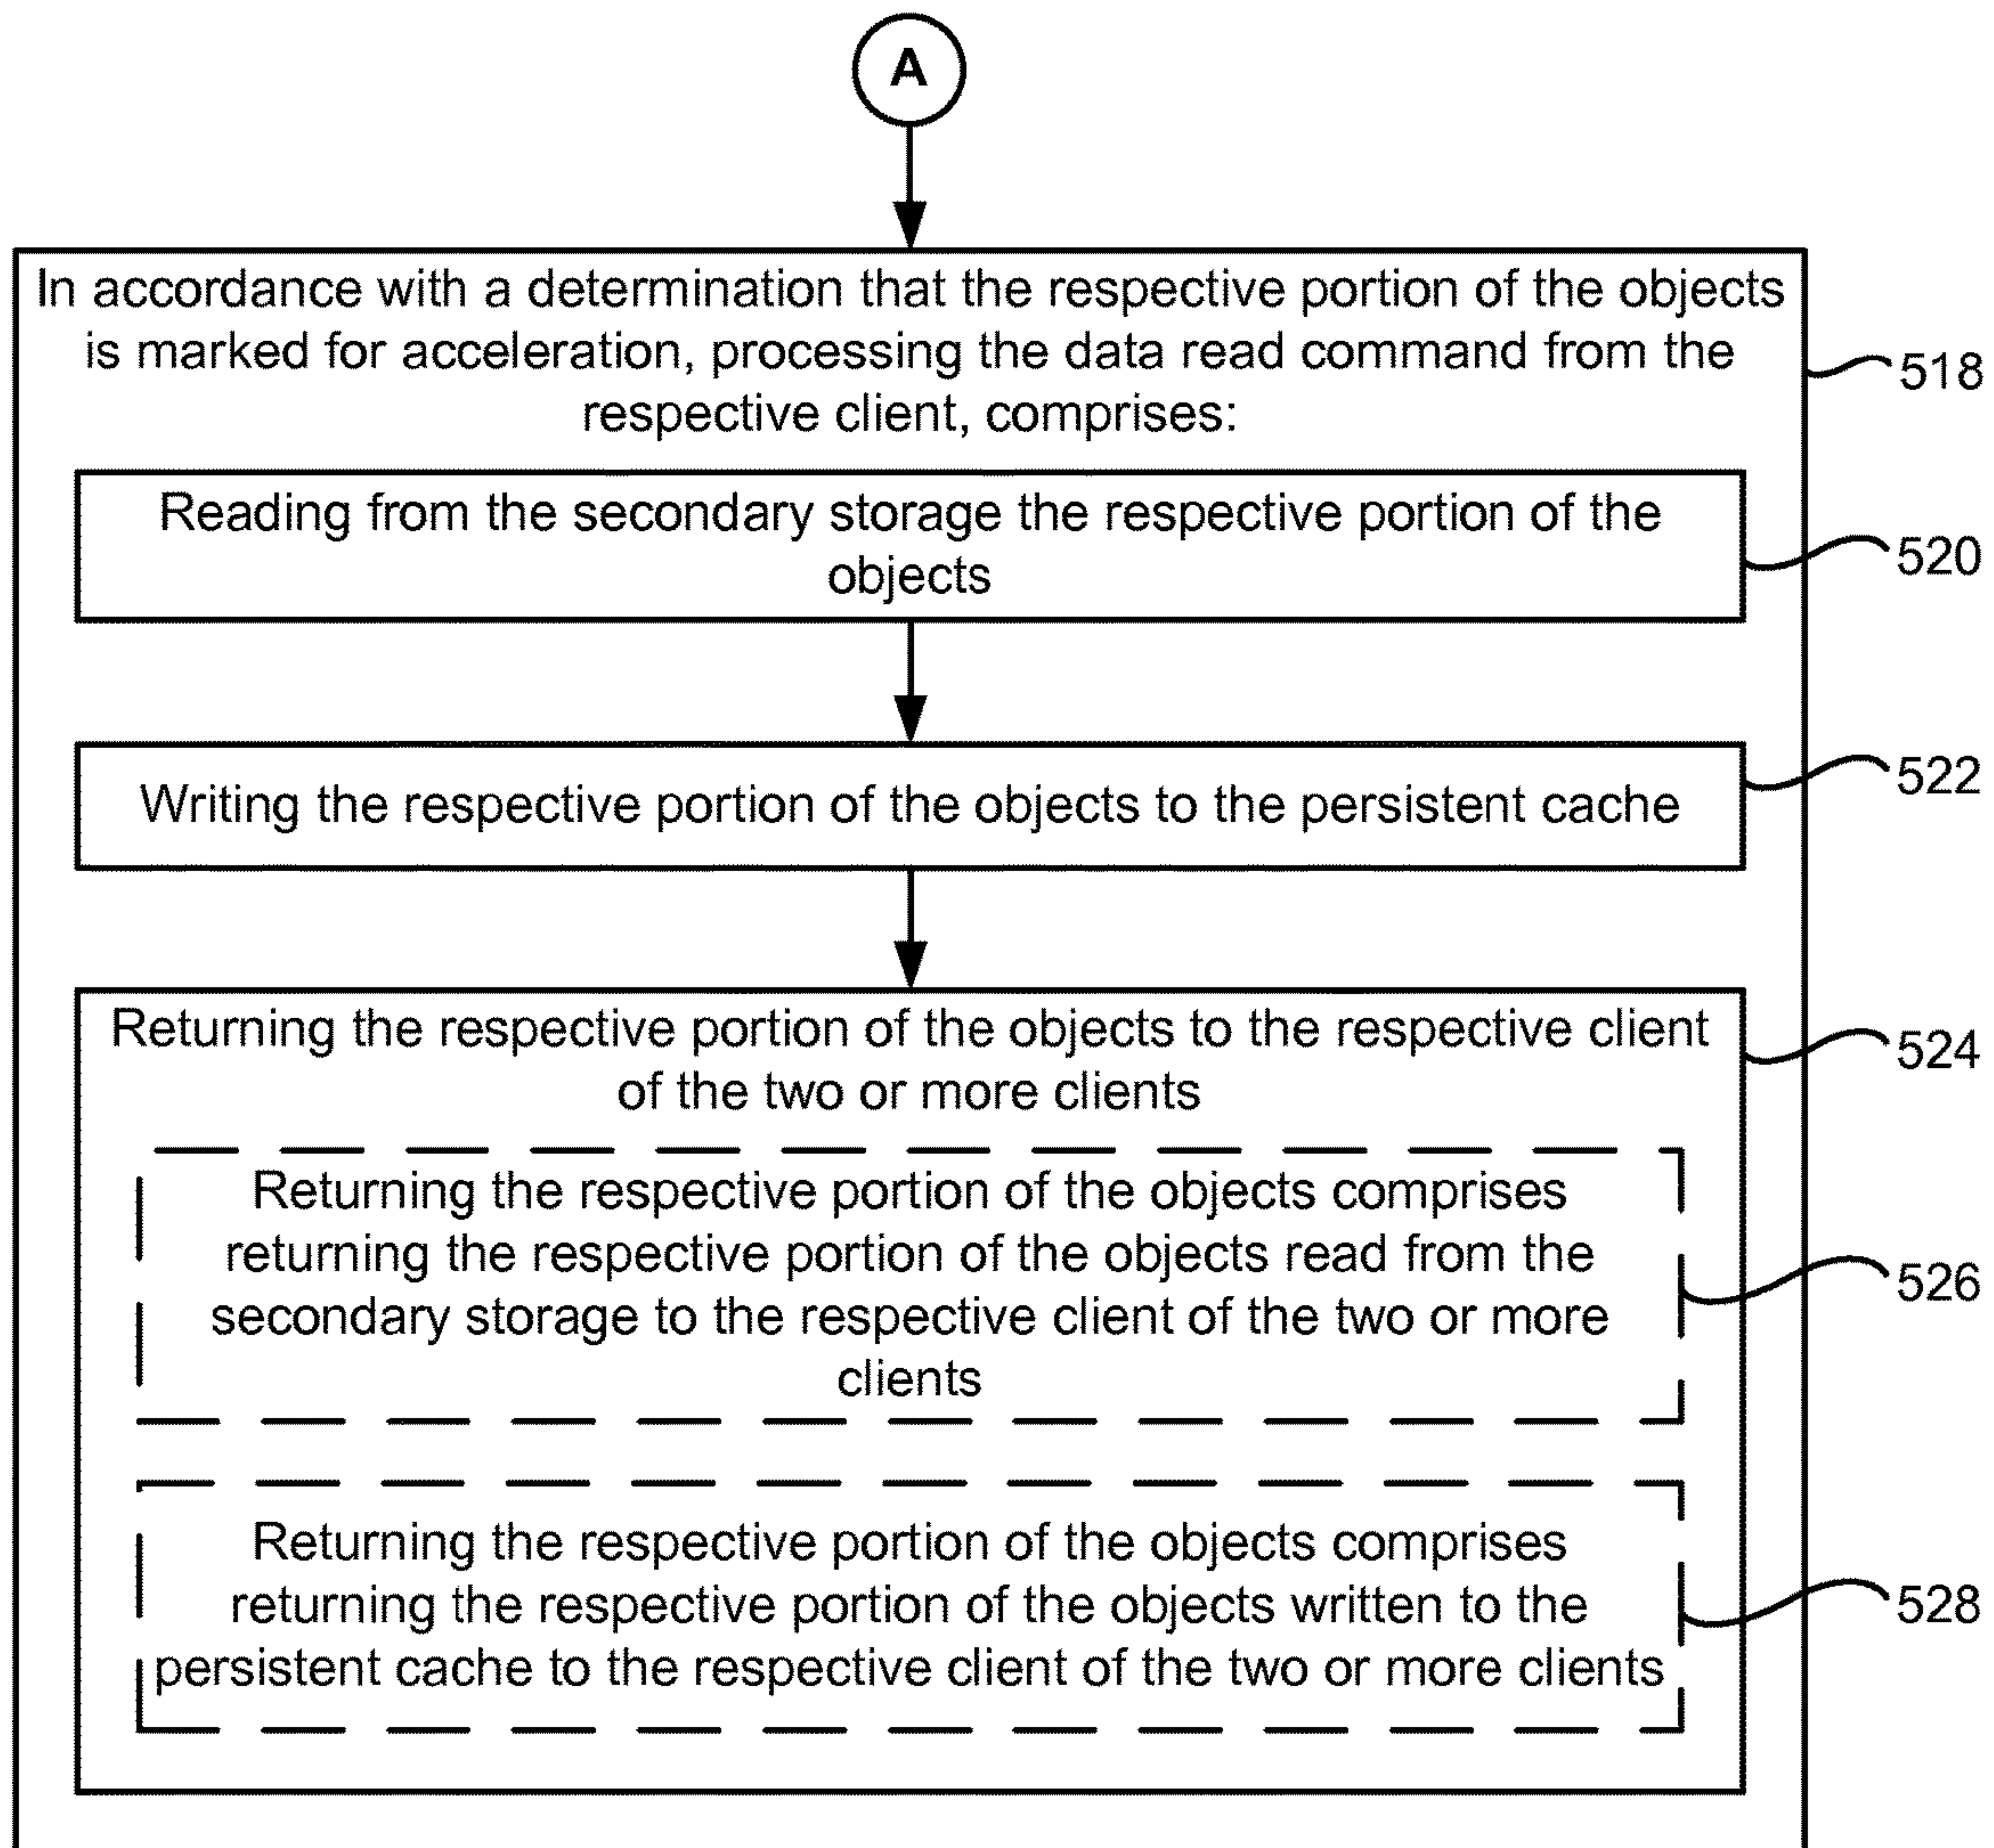 A
In accordance with a determination that the respective portion of the objects
is marked for acceleration, processing the data read command from the
respective client, comprises:
518
Reading from the secondary storage the respective portion of the
objects
520
Writing the respective portion of the objects to the persistent cache
522
Returning the respective portion of the objects to the respective client
of the two or more clients
524
Returning the respective portion of the objects comprises
returning the respective portion of the objects read from the
secondary storage to the respective client of the two or more
clients
526
Returning the respective portion of the objects comprises
returning the respective portion of the objects written to the
persistent cache to the respective client of the two or more clients
528